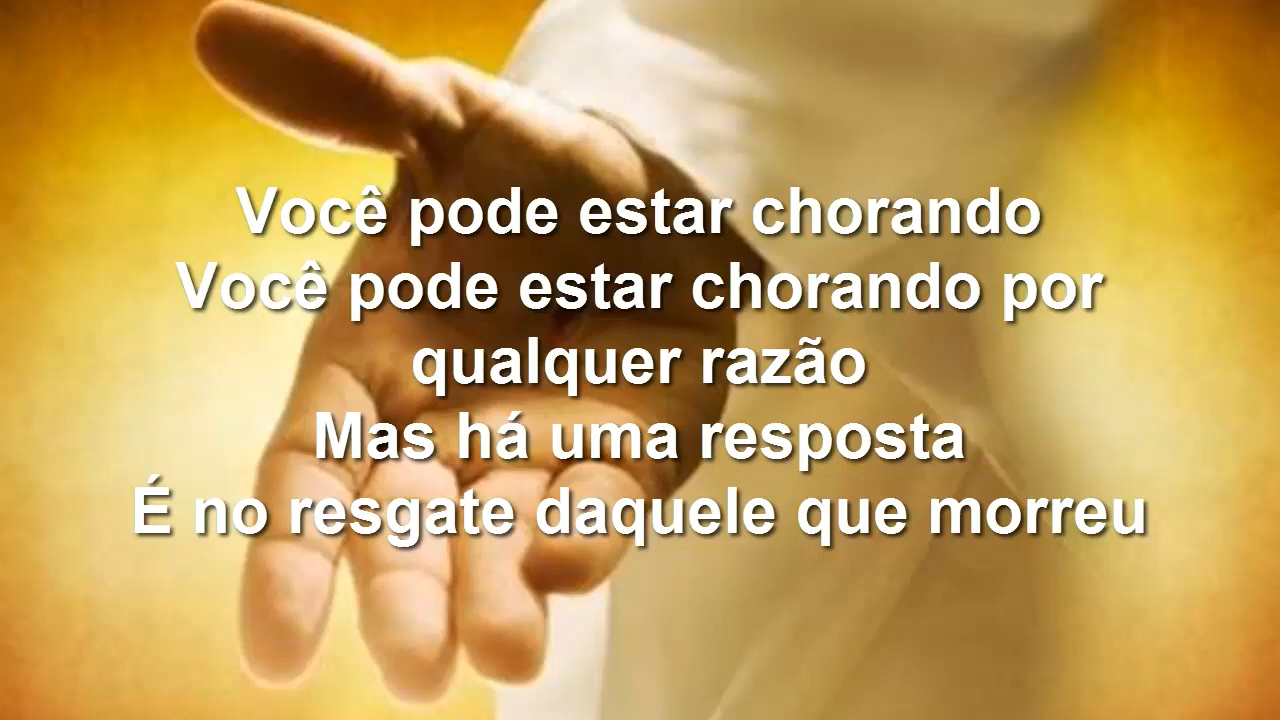 Você pode estar chorando
Você pode estar chorando por
qualquer razão
Mas há uma resposta
É no resgate daquele que morreu